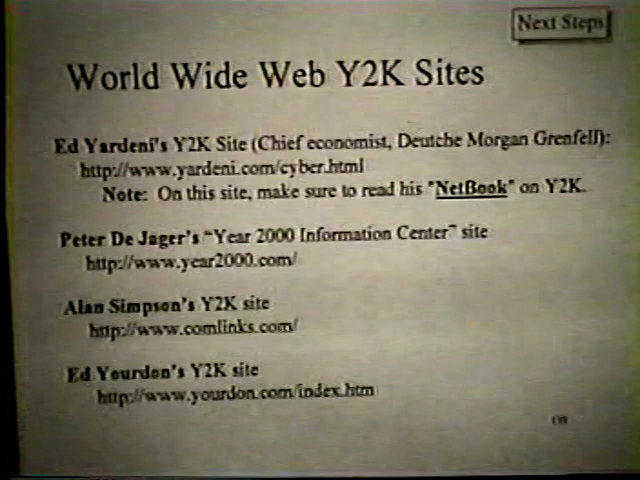 Next Steps
World Wide Web Y2K Sites
Ed Yardeni's Y2K Site (Chief economist, Deutche Morgan Grenfell):
http://www.yardeni.com/cyber.html
Note: On this site, make sure to read his "NetBook" on Y2K.
Peter De Jager's "Year 2000 Information Center" site
http://www.year2000.com/
Alan Simpson's Y2K site
http://www.comlinks.com/
Ed Yourdon's Y2K site
http://www.yourdon.com/index.htm